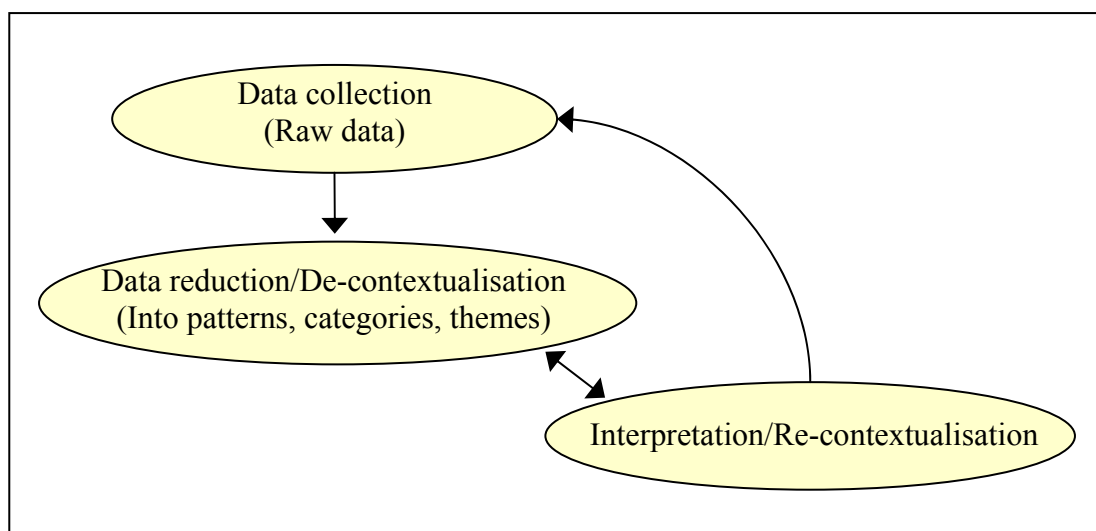 Data collection
(Raw data)
Data reduction/De-contextualisation
(Into patterns, categories, themes)
Interpretation/Re-contextualisation